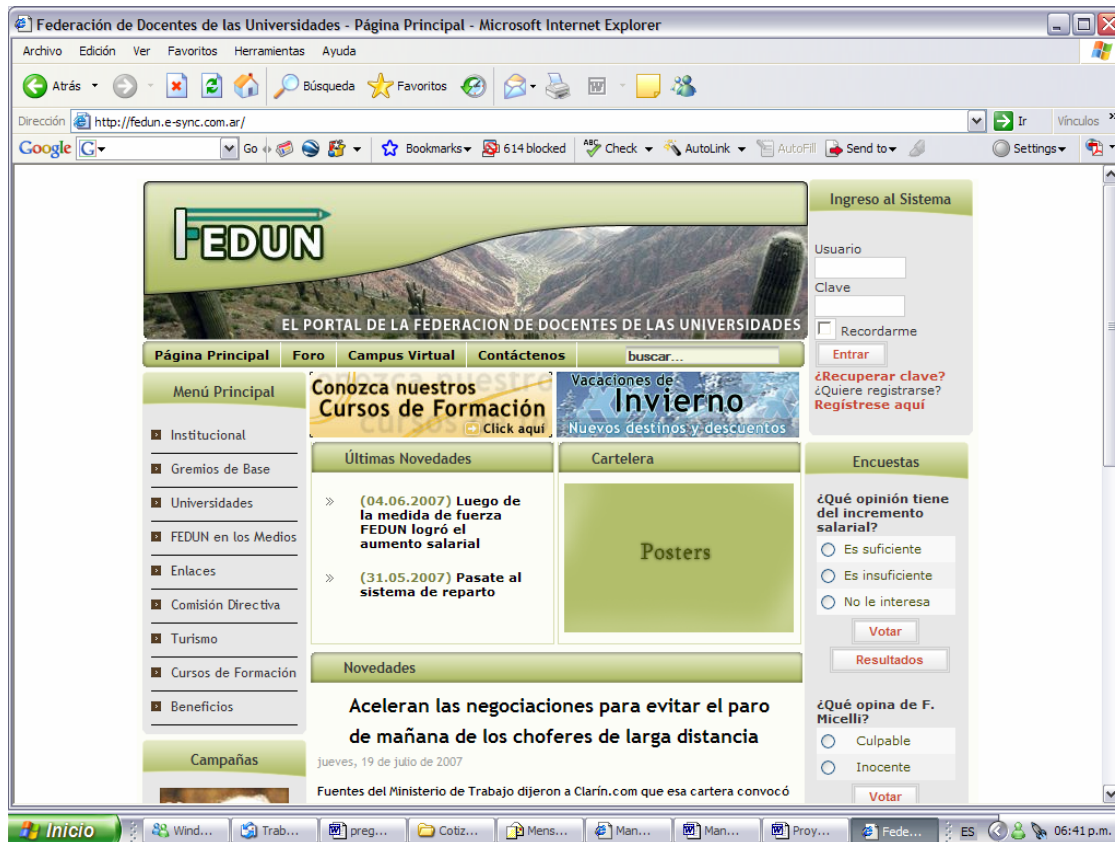 Federación de Docentes de las Universidades - Página Principal - Microsoft Internet Explorer
Archivo Edición Ver Favoritos Herramientas Ayuda
Atrás Búsqueda Favoritos
Dirección http://fedun.e-sync.com.ar/ Ir Vínculos
Google G Go Bookmarks 614 blocked ABC Check AutoLink AutoFill Send to Settings
FEDUN
EL PORTAL DE LA FEDERACION DE DOCENTES DE LAS UNIVERSIDADES
Página Principal Foro Campus Virtual Contáctenos buscar...
Menú Principal
Institucional
Gremios de Base
Universidades
FEDUN en los Medios
Enlaces
Comisión Directiva
Turismo
Cursos de Formación
Beneficios
Campañas
Conozca nuestros
Cursos de Formación
Click aquí
Vacaciones de
Invierno
Nuevos destinos y descuentos
Últimas Novedades
(04.06.2007) Luego de
la medida de fuerza
FEDUN logró el
aumento salarial
(31.05.2007) Pasate al
sistema de reparto
Cartelera
Posters
Novedades
Aceleran las negociaciones para evitar el paro
de mañana de los choferes de larga distancia
jueves, 19 de julio de 2007
Fuentes del Ministerio de Trabajo dijeron a Clarín.com que esa cartera convocó
Ingreso al Sistema
Usuario
Clave
Recordarme
Entrar
¿Recuperar clave?
¿Quiere registrarse?
Regístrese aquí
Encuestas
¿Qué opinión tiene
del incremento
salarial?
Es suficiente
Es insuficiente
No le interesa
Votar
Resultados
¿Qué opina de F.
Micelli?
Culpable
Inocente
Votar
Inicio Wind... Trab... preg... Cotiz... Mens... Man... Man... Proy... Fede... ES 06:41 p.m.